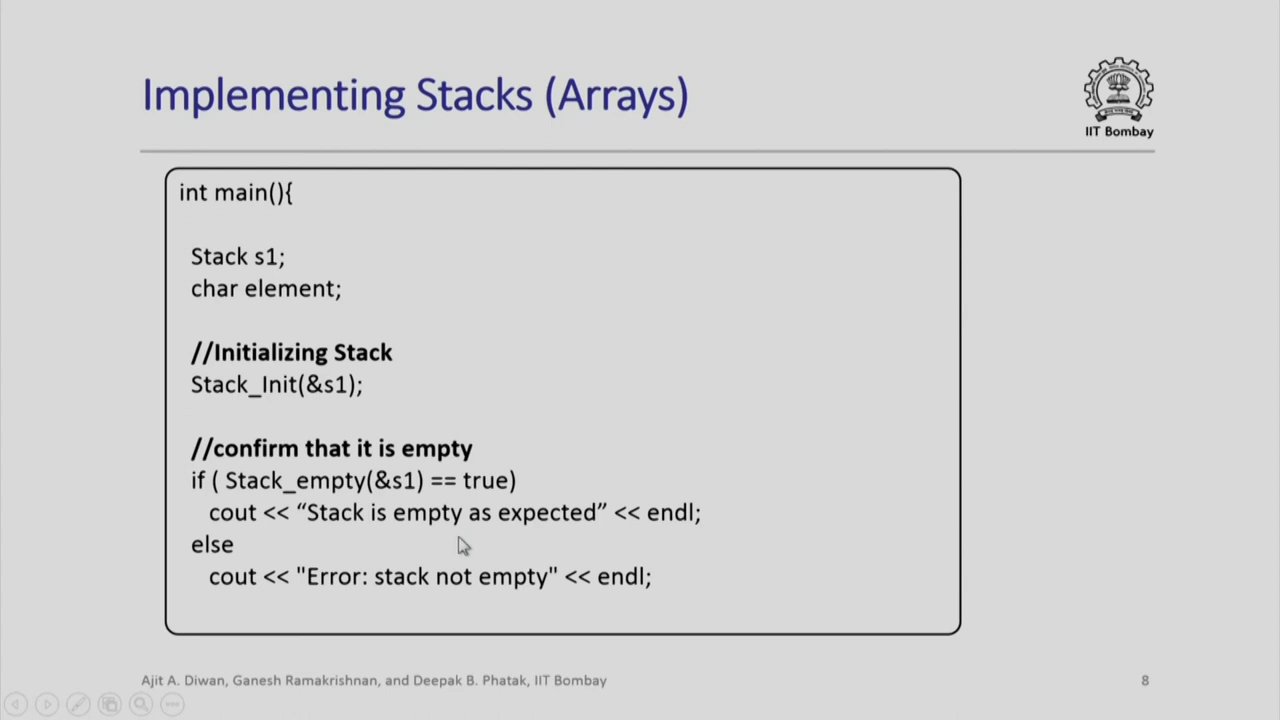 Implementing Stacks (Arrays)
IIT Bombay
int main(){
Stack s1;
char element;
//Initializing Stack
Stack_Init(&s1);
//confirm that it is empty
if ( Stack_empty(&s1) == true)
cout << “Stack is empty as expected” << endl;
else
cout << "Error: stack not empty" << endl;
Ajit A. Diwan, Ganesh Ramakrishnan, and Deepak B. Phatak, IIT Bombay
8